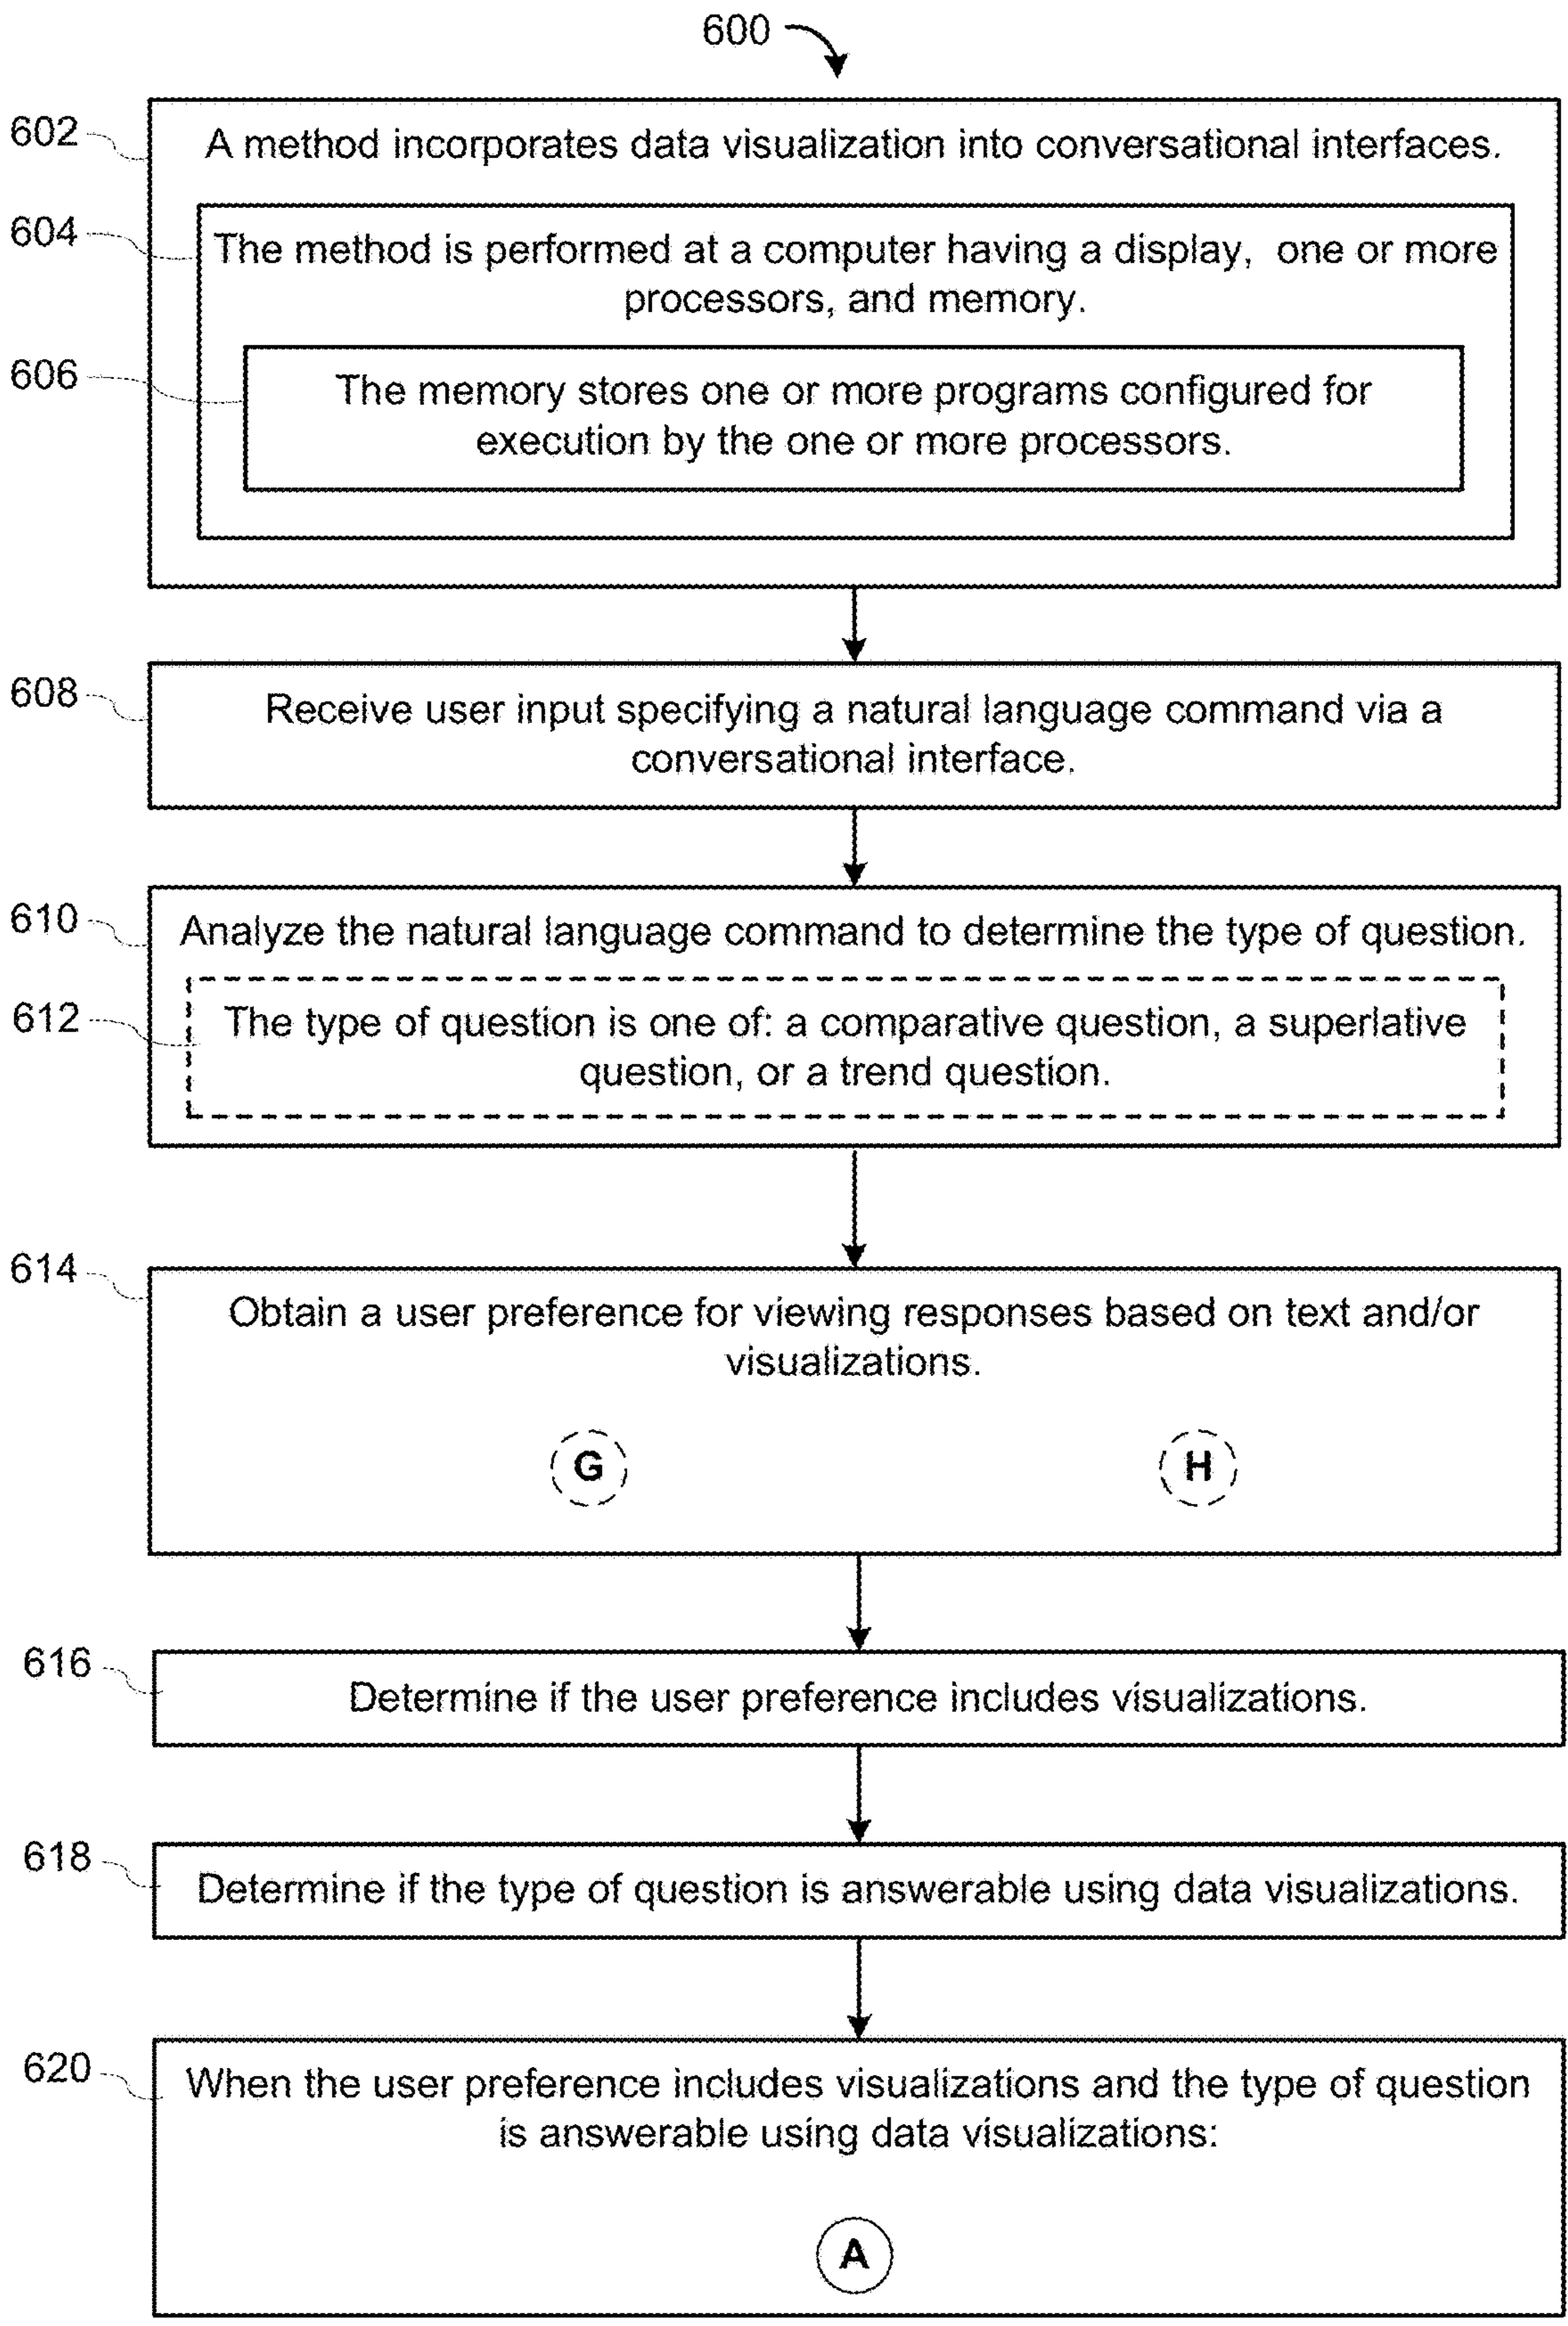 600
602
A method incorporates data visualization into conversational interfaces.
604
The method is performed at a computer having a display, one or more
processors, and memory.
606
The memory stores one or more programs configured for
execution by the one or more processors.
608
Receive user input specifying a natural language command via a
conversational interface.
610
Analyze the natural language command to determine the type of question.
612
The type of question is one of: a comparative question, a superlative
question, or a trend question.
614
Obtain a user preference for viewing responses based on text and/or
visualizations.
G
H
616
Determine if the user preference includes visualizations.
618
Determine if the type of question is answerable using data visualizations.
620
When the user preference includes visualizations and the type of question
is answerable using data visualizations:
A